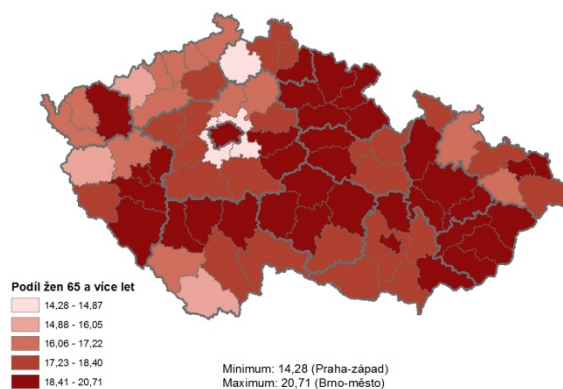 Podíl žen 65 a více let
14,28 - 14,87
14,88 - 16,05
16,06 - 17,22
17,23 - 18,40
18,41 - 20,71
Minimum: 14,28 (Praha-západ)
Maximum: 20,71 (Brno-město)